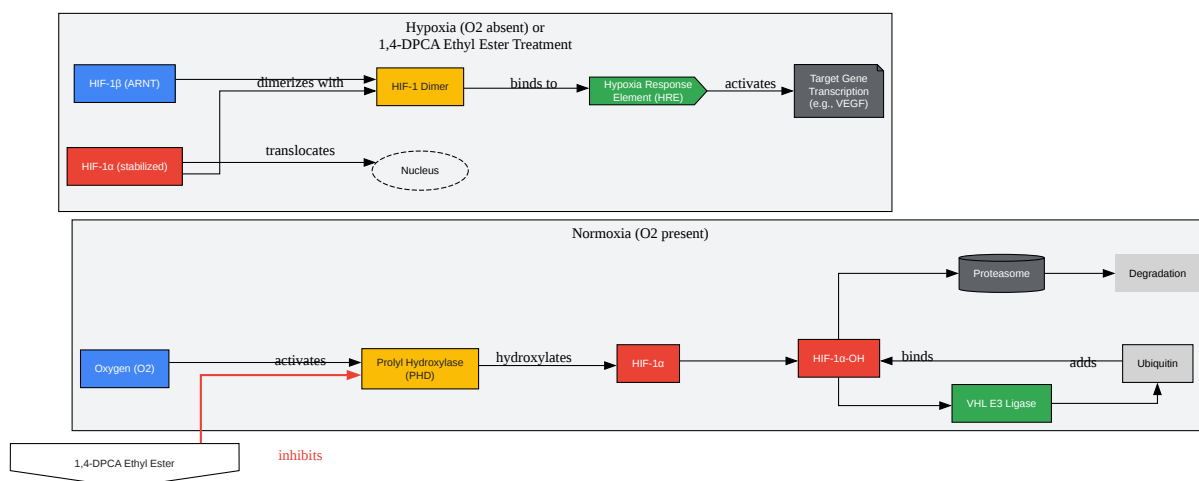 Hypoxia (O2 absent) or
1,4-DPCA Ethyl Ester Treatment
HIF-1β (ARNT)
dimerizes with
HIF-1 Dimer
binds to
Hypoxia Response
Element (HRE)
activates
Target Gene
Transcription
(e.g., VEGF)
HIF-1α (stabilized)
translocates
Nucleus
Normoxia (O2 present)
Proteasome
Degradation
Oxygen (O2)
activates
Prolyl Hydroxylase
(PHD)
hydroxylates
HIF-1α
HIF-1α-OH
binds
adds
Ubiquitin
VHL E3 Ligase
1,4-DPCA Ethyl Ester
inhibits